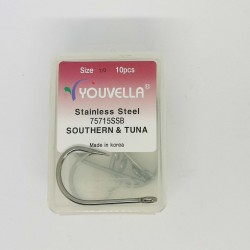 Size 10pcs
YOUVELLA®
Stainless Steel
75715SSB
SOUTHERN & TUNA
Made in korea